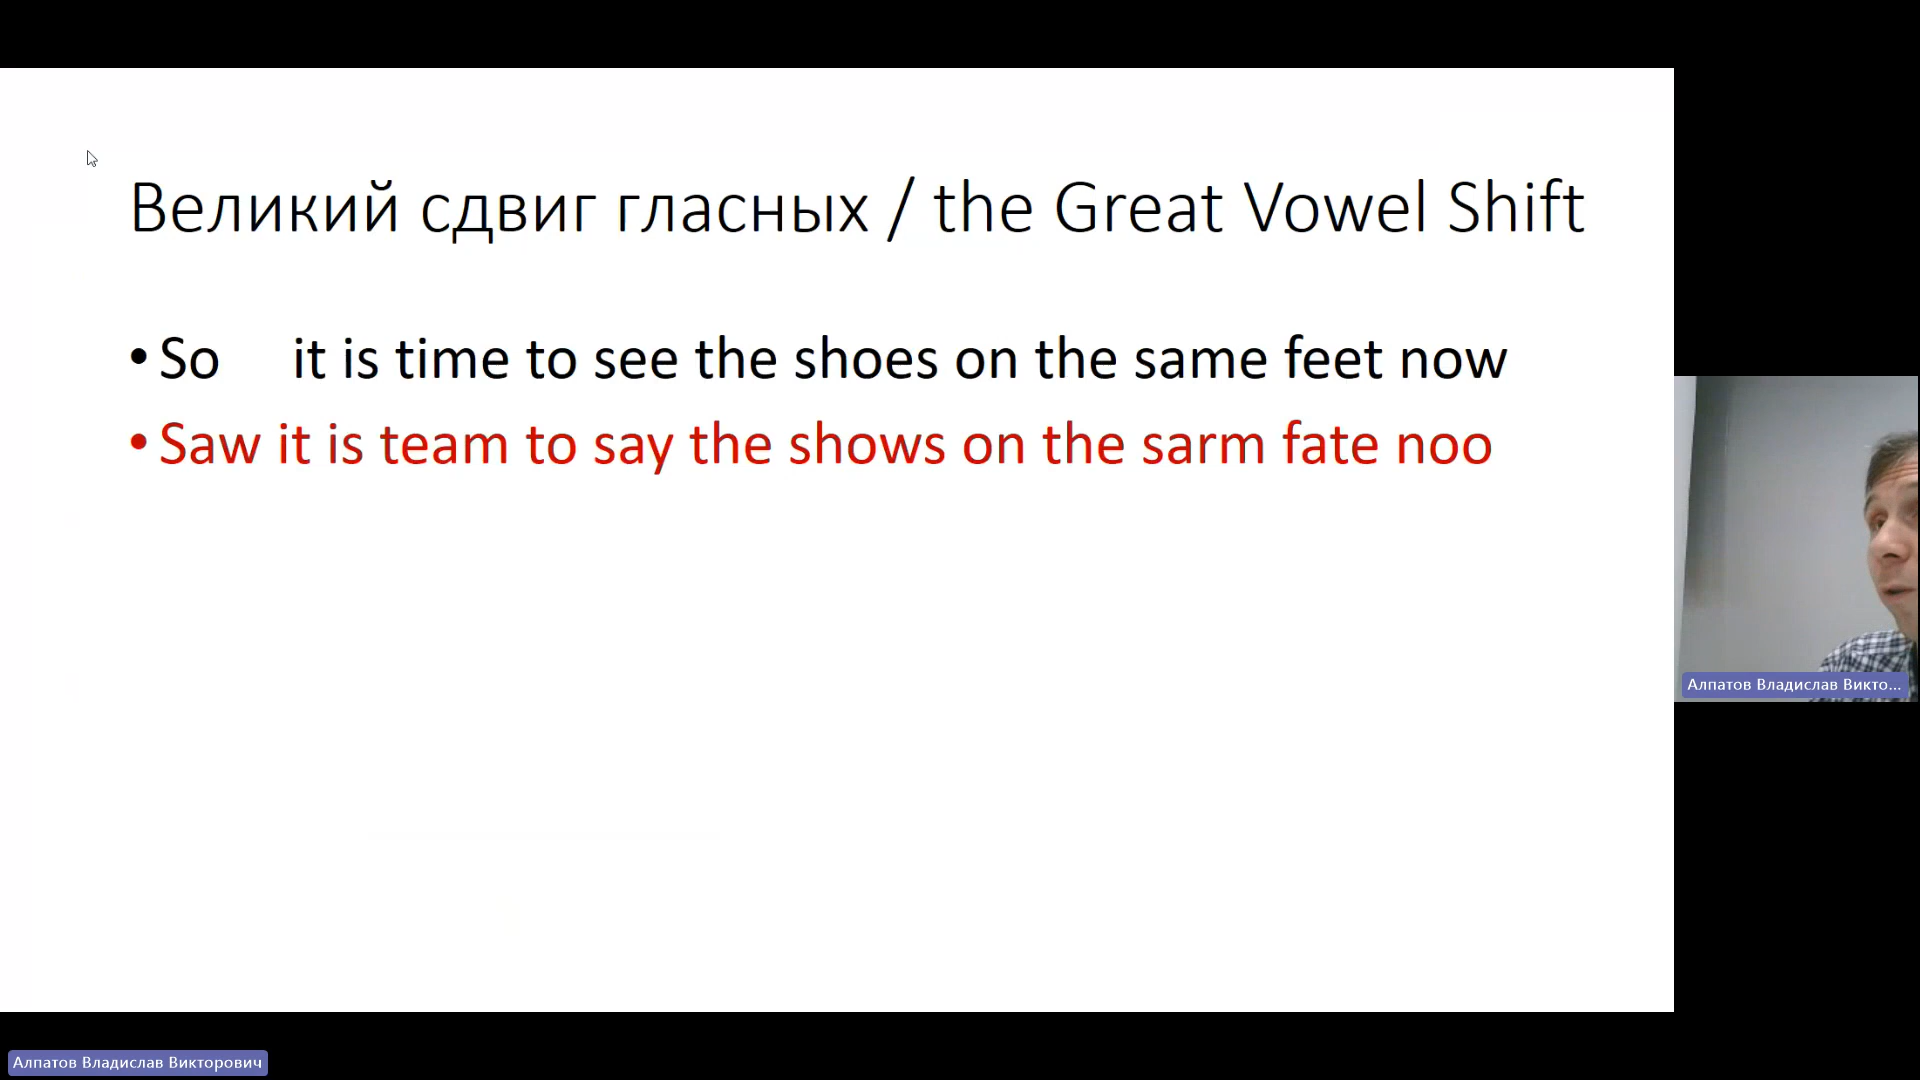 Великий сдвиг гласных / the Great Vowel Shift
• So it is time to see the shoes on the same feet now
• Saw it is team to say the shows on the sarm fate noo
Алпатов Владислав Викто...
Алпатов Владислав Викторович